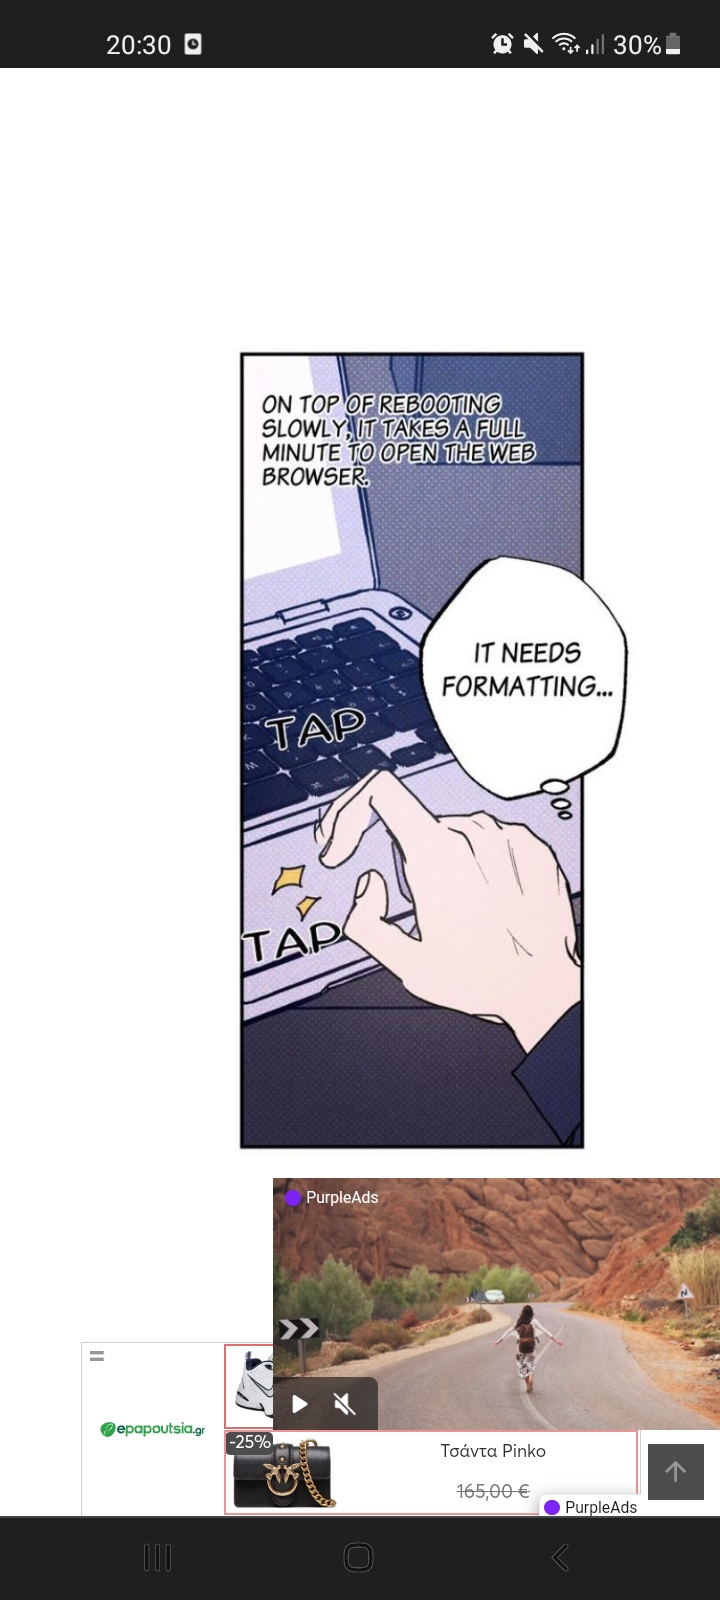 20:30
30%
ON TOP OF REBOOTING
SLOWLY, IT TAKES A FULL
MINUTE TO OPEN THE WEB
BROWSER.
IT NEEDS
FORMATTING...
TAP
TAP
PurpleAds
epapoutsia.gr
-25%
Τσάντα Pinko
165,00 €
PurpleAds